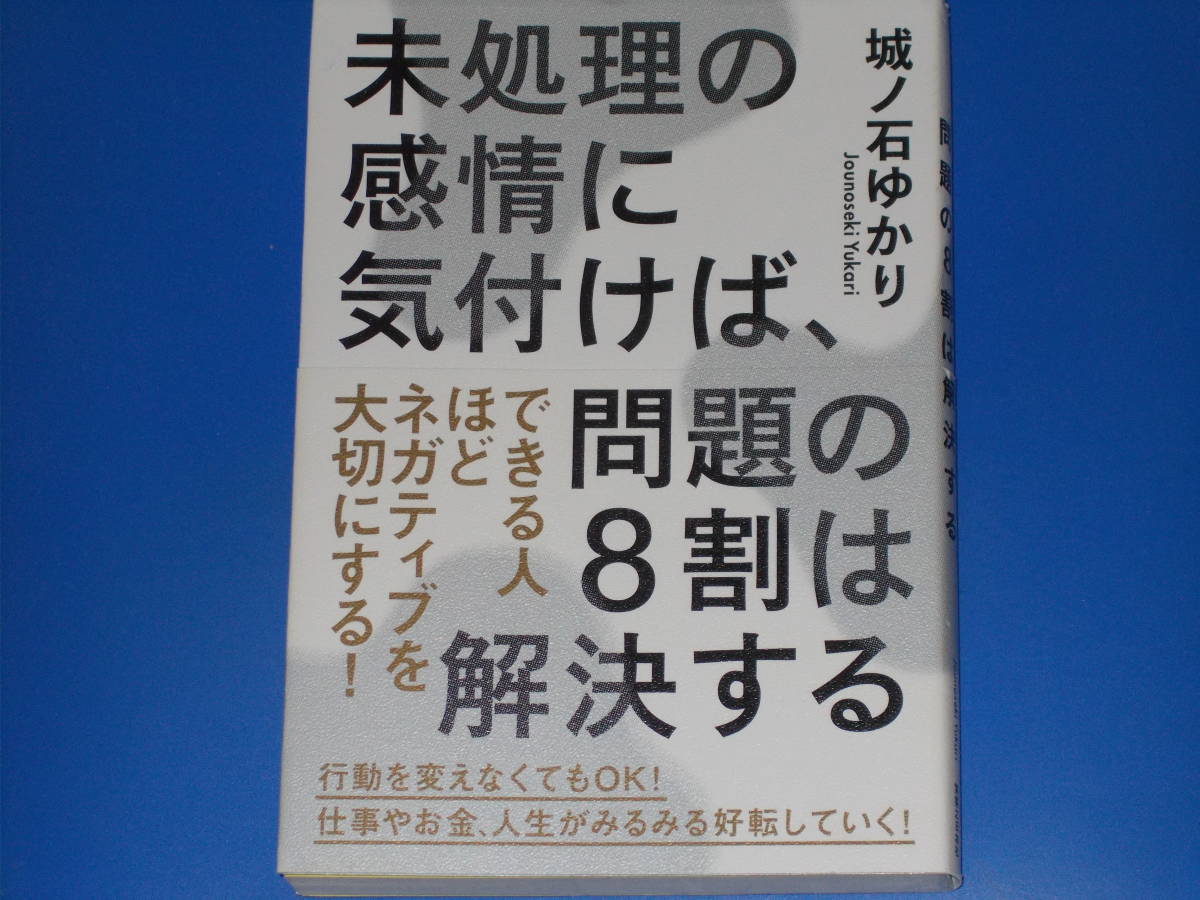 未処理の
感情に
気付けば、
城ノ石ゆかり
Jounoseki Yukari
問題の
8割は
解決する
できる人
ほど
ネガティブを
大切にする！
行動を変えなくてもOK！
仕事やお金、人生がみるみる好転していく！
問題の8割は解決する
Jounoseki Yukari